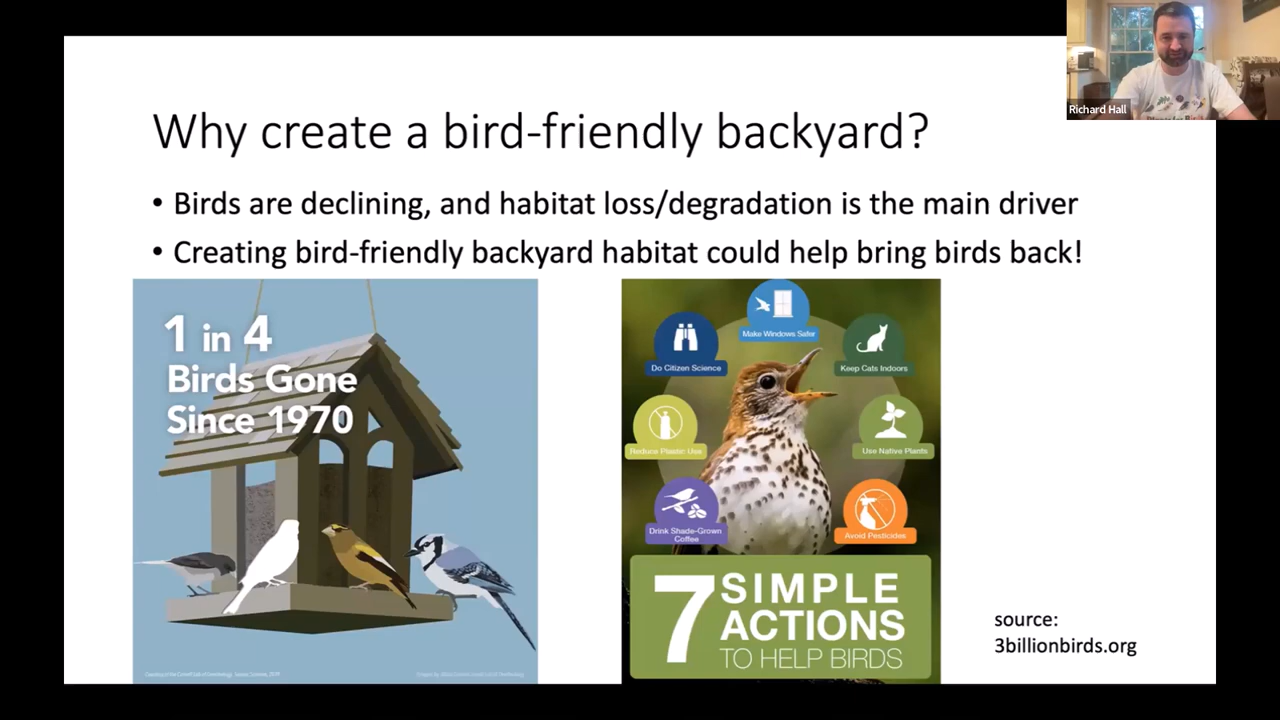 Richard Hall
Why create a bird-friendly backyard?
• Birds are declining, and habitat loss/degradation is the main driver
• Creating bird-friendly backyard habitat could help bring birds back!
1 in 4
Birds Gone
Since 1970
Make Windows Safer
Do Citizen Science
Keep Cats Indoors
Reduce Plastic Use
Use Native Plants
Drink Shade-Grown
Coffee
Avoid Pesticides
7 SIMPLE
ACTIONS
TO HELP BIRDS
source:
3billionbirds.org